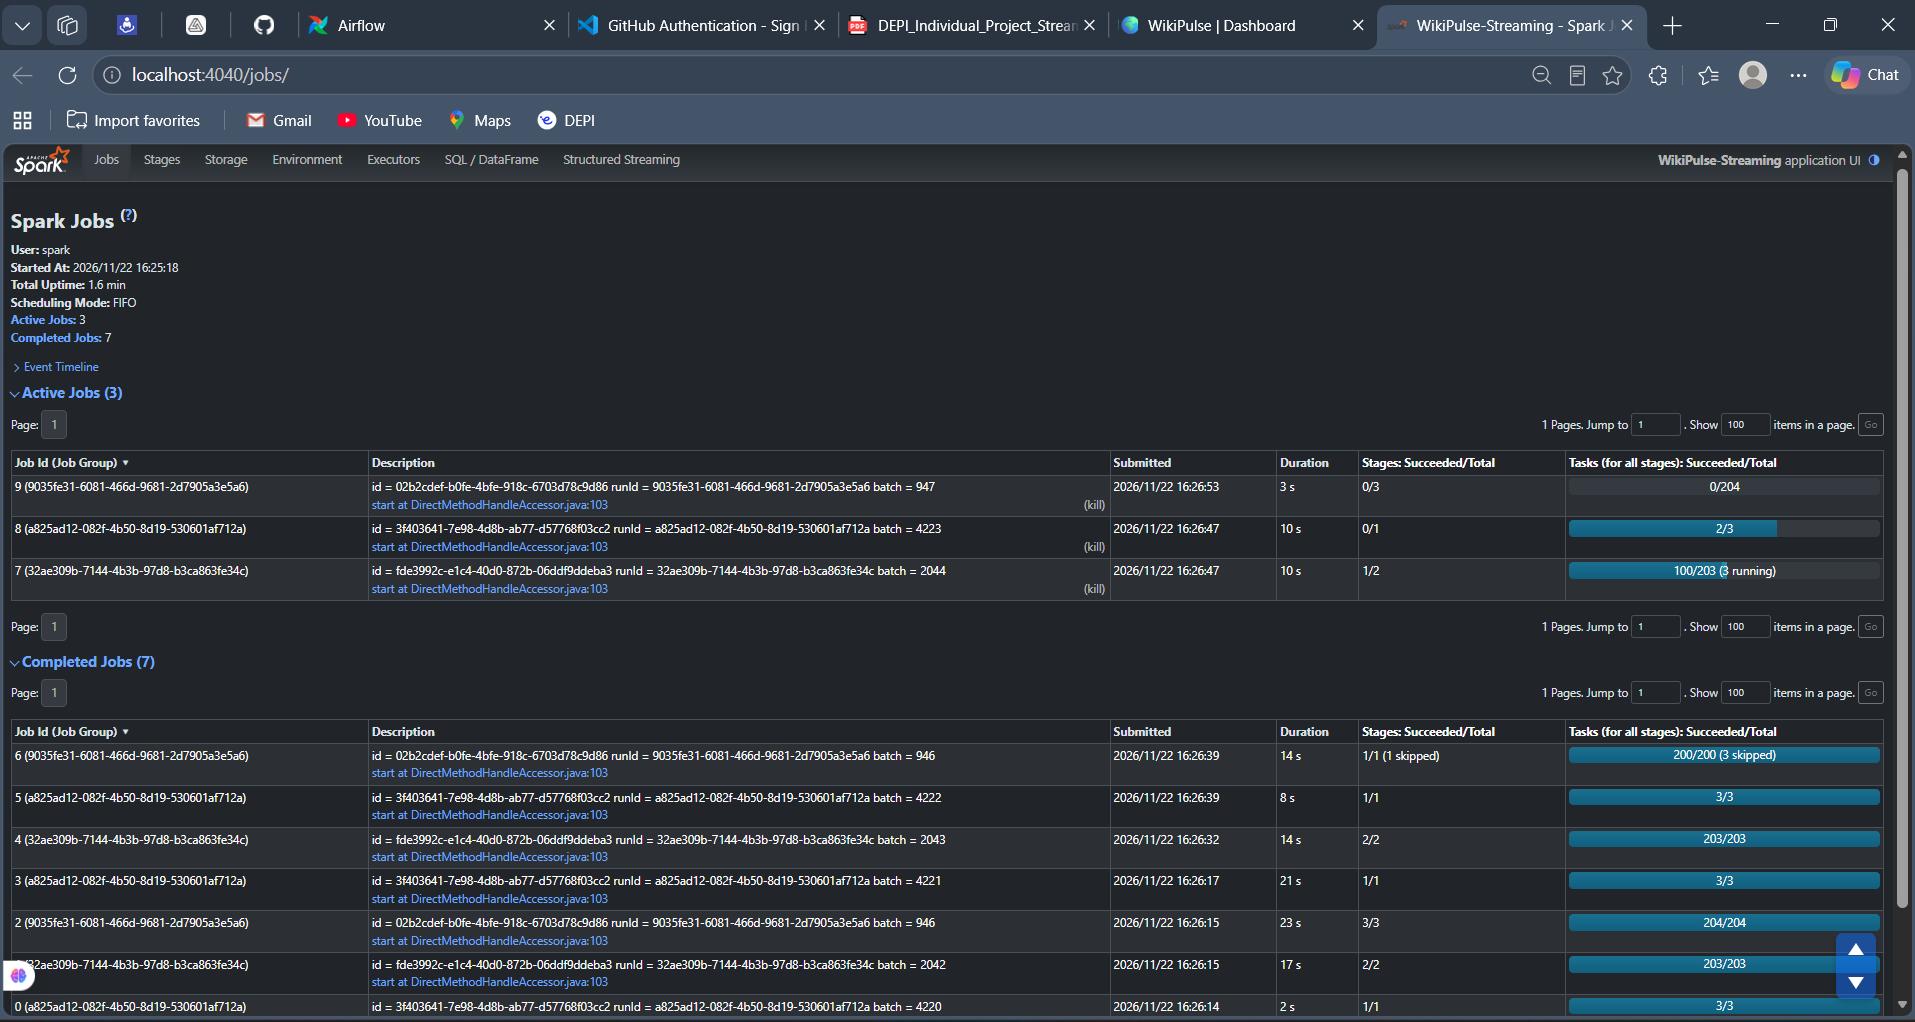 Airflow
GitHub Authentication - Sign
DEPI_Individual_Project_Strear
WikiPulse | Dashboard
WikiPulse-Streaming - Spark J
localhost:4040/jobs/
Chat
Import favorites
Gmail
YouTube
Maps
DEPI
APACHE Spark
Jobs Stages Storage Environment Executors SQL / DataFrame Structured Streaming
WikiPulse-Streaming application UI
Spark Jobs (?)
User: spark
Started At: 2026/11/22 16:25:18
Total Uptime: 1.6 min
Scheduling Mode: FIFO
Active Jobs: 3
Completed Jobs: 7
Event Timeline
Active Jobs (3)
Page: 1
1 Pages. Jump to 1 . Show 100 items in a page. Go
Job Id (Job Group) ▾ Description Submitted Duration Stages: Succeeded/Total Tasks (for all stages): Succeeded/Total
9 (9035fe31-6081-466d-9681-2d7905a3e5a6) id = 02b2cdef-b0fe-4bfe-918c-6703d78c9d86 runId = 9035fe31-6081-466d-9681-2d7905a3e5a6 batch = 947 2026/11/22 16:26:53 3 s 0/3 0/204
start at DirectMethodHandleAccessor.java:103 (kill)
8 (a825ad12-082f-4b50-8d19-530601af712a) id = 3f403641-7e98-4d8b-ab77-d57768f03cc2 runId = a825ad12-082f-4b50-8d19-530601af712a batch = 4223 2026/11/22 16:26:47 10 s 0/1 2/3
start at DirectMethodHandleAccessor.java:103 (kill)
7 (32ae309b-7144-4b3b-97d8-b3ca863fe34c) id = fde3992c-e1c4-40d0-872b-06ddf9ddeba3 runId = 32ae309b-7144-4b3b-97d8-b3ca863fe34c batch = 2044 2026/11/22 16:26:47 10 s 1/2 100/203 (3 running)
start at DirectMethodHandleAccessor.java:103 (kill)
Page: 1
1 Pages. Jump to 1 . Show 100 items in a page. Go
Completed Jobs (7)
Page: 1
1 Pages. Jump to 1 . Show 100 items in a page. Go
Job Id (Job Group) ▾ Description Submitted Duration Stages: Succeeded/Total Tasks (for all stages): Succeeded/Total
6 (9035fe31-6081-466d-9681-2d7905a3e5a6) id = 02b2cdef-b0fe-4bfe-918c-6703d78c9d86 runId = 9035fe31-6081-466d-9681-2d7905a3e5a6 batch = 946 2026/11/22 16:26:39 14 s 1/1 (1 skipped) 200/200 (3 skipped)
start at DirectMethodHandleAccessor.java:103
5 (a825ad12-082f-4b50-8d19-530601af712a) id = 3f403641-7e98-4d8b-ab77-d57768f03cc2 runId = a825ad12-082f-4b50-8d19-530601af712a batch = 4222 2026/11/22 16:26:39 8 s 1/1 3/3
start at DirectMethodHandleAccessor.java:103
4 (32ae309b-7144-4b3b-97d8-b3ca863fe34c) id = fde3992c-e1c4-40d0-872b-06ddf9ddeba3 runId = 32ae309b-7144-4b3b-97d8-b3ca863fe34c batch = 2043 2026/11/22 16:26:32 14 s 2/2 203/203
start at DirectMethodHandleAccessor.java:103
3 (a825ad12-082f-4b50-8d19-530601af712a) id = 3f403641-7e98-4d8b-ab77-d57768f03cc2 runId = a825ad12-082f-4b50-8d19-530601af712a batch = 4221 2026/11/22 16:26:17 21 s 1/1 3/3
start at DirectMethodHandleAccessor.java:103
2 (9035fe31-6081-466d-9681-2d7905a3e5a6) id = 02b2cdef-b0fe-4bfe-918c-6703d78c9d86 runId = 9035fe31-6081-466d-9681-2d7905a3e5a6 batch = 946 2026/11/22 16:26:15 23 s 3/3 204/204
start at DirectMethodHandleAccessor.java:103
32ae309b-7144-4b3b-97d8-b3ca863fe34c) id = fde3992c-e1c4-40d0-872b-06ddf9ddeba3 runId = 32ae309b-7144-4b3b-97d8-b3ca863fe34c batch = 2042 2026/11/22 16:26:15 17 s 2/2 203/203
start at DirectMethodHandleAccessor.java:103
0 (a825ad12-082f-4b50-8d19-530601af712a) id = 3f403641-7e98-4d8b-ab77-d57768f03cc2 runId = a825ad12-082f-4b50-8d19-530601af712a batch = 4220 2026/11/22 16:26:14 2 s 1/1 3/3